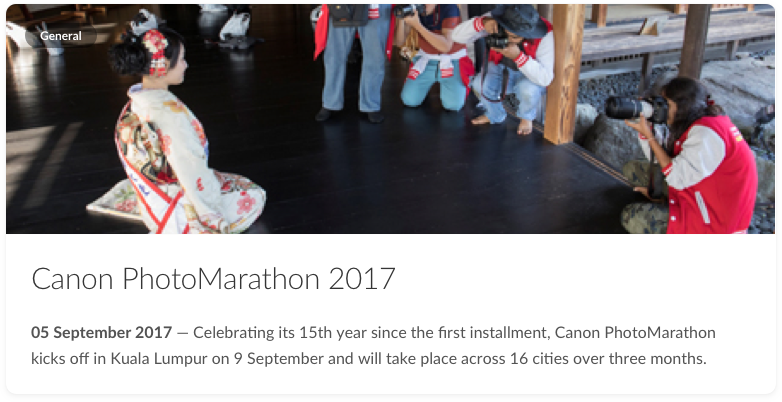 General
Canon PhotoMarathon 2017
05 September 2017 — Celebrating its 15th year since the first installment, Canon PhotoMarathon
kicks off in Kuala Lumpur on 9 September and will take place across 16 cities over three months.